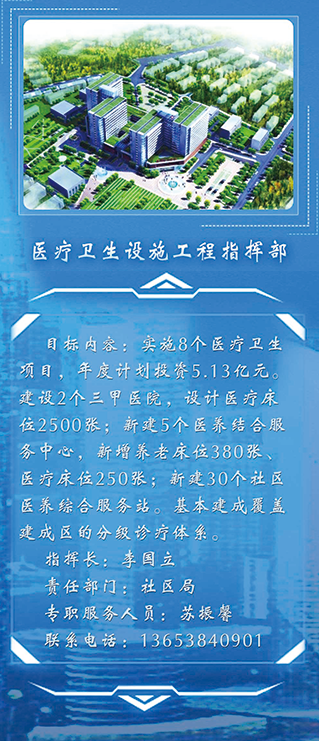 医疗卫生设施工程指挥部
目标内容：实施8个医疗卫生
项目，年度计划投资5.13亿元。
建设2个三甲医院，设计医疗床
位2500张；新建5个医养结合服
务中心，新增养老床位380张、
医疗床位250张；新建30个社区
医养综合服务站。基本建成覆盖
建成区的分级诊疗体系。
指挥长：李国立
责任部门：社区局
专职服务人员：苏振馨
联系电话：13653840901